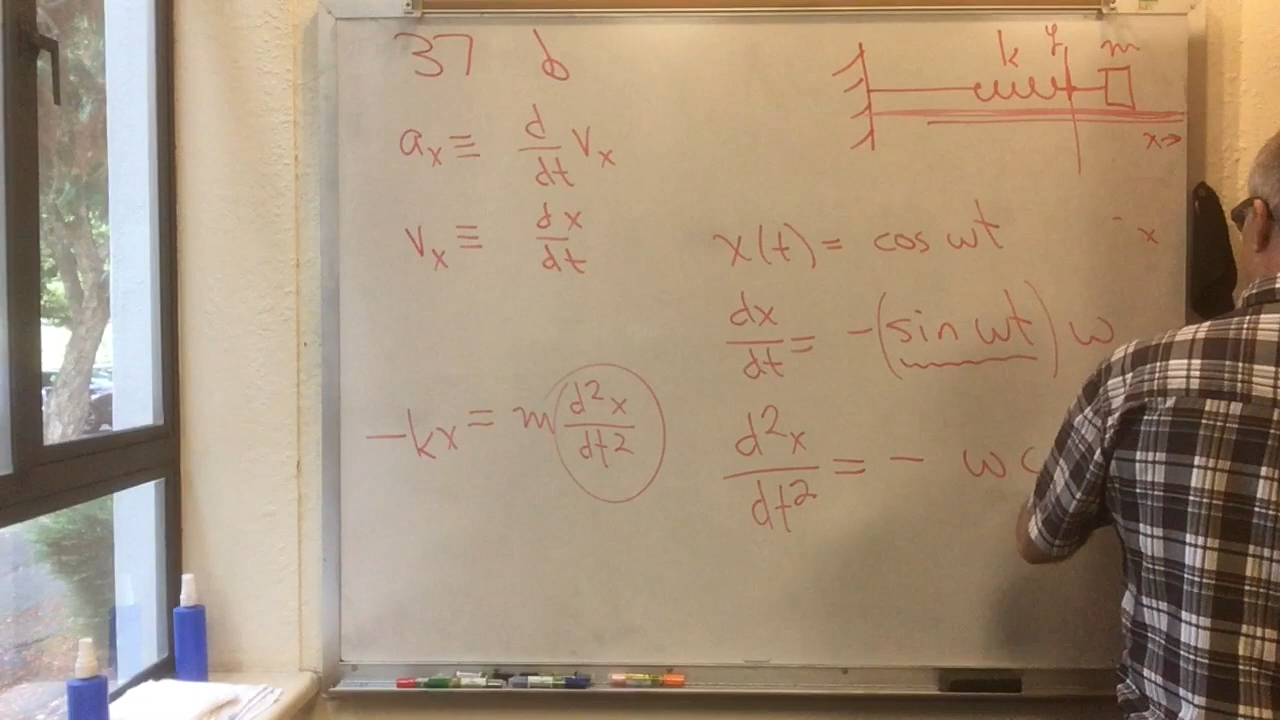 37 b
k y m
x→
aₓ ≡ d/dt vₓ
vₓ ≡ dx/dt
x(t) = cos ωt
- x
dx/dt = -(sin ωt) ω
-kx = m d²x/dt²
d²x/dt² = - ω c